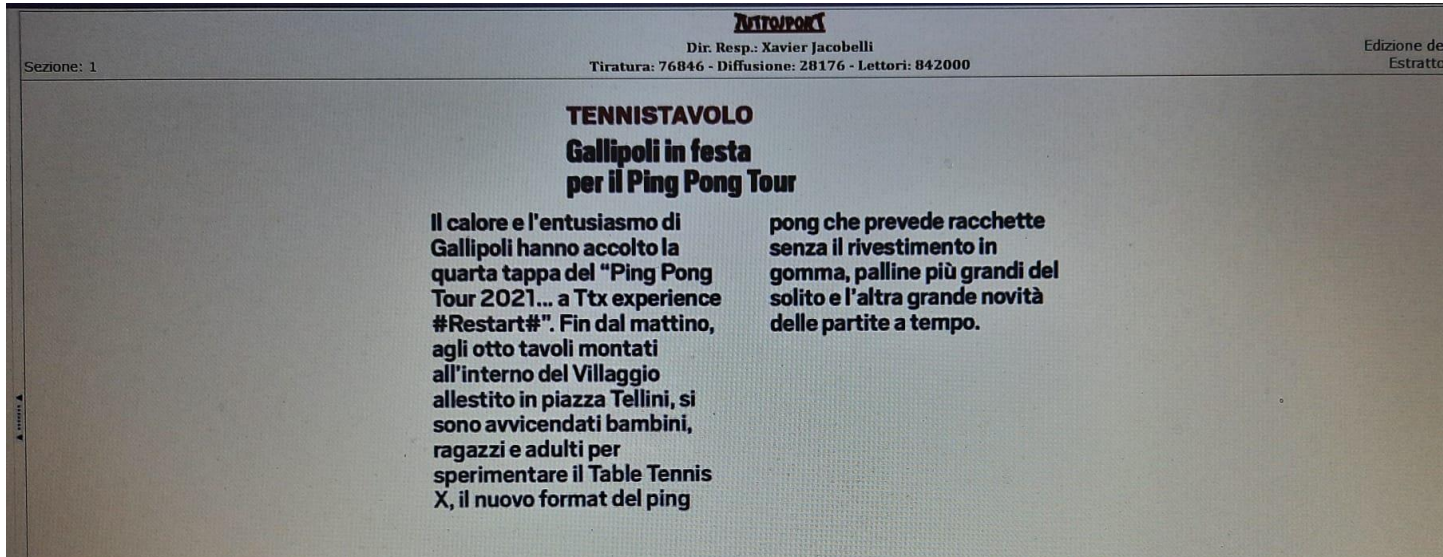 TUTTOSPORT
Dir. Resp.: Xavier Jacobelli
Tiratura: 76846 - Diffusione: 28176 - Lettori: 842000
Sezione: 1
Edizione de
Estratto
TENNISTAVOLO
Gallipoli in festa
per il Ping Pong Tour
Il calore e l'entusiasmo di
Gallipoli hanno accolto la
quarta tappa del “Ping Pong
Tour 2021... a Ttx experience
#Restart#”. Fin dal mattino,
agli otto tavoli montati
all'interno del Villaggio
allestito in piazza Tellini, si
sono avvicendati bambini,
ragazzi e adulti per
sperimentare il Table Tennis
X, il nuovo format del ping
pong che prevede racchette
senza il rivestimento in
gomma, palline più grandi del
solito e l'altra grande novità
delle partite a tempo.